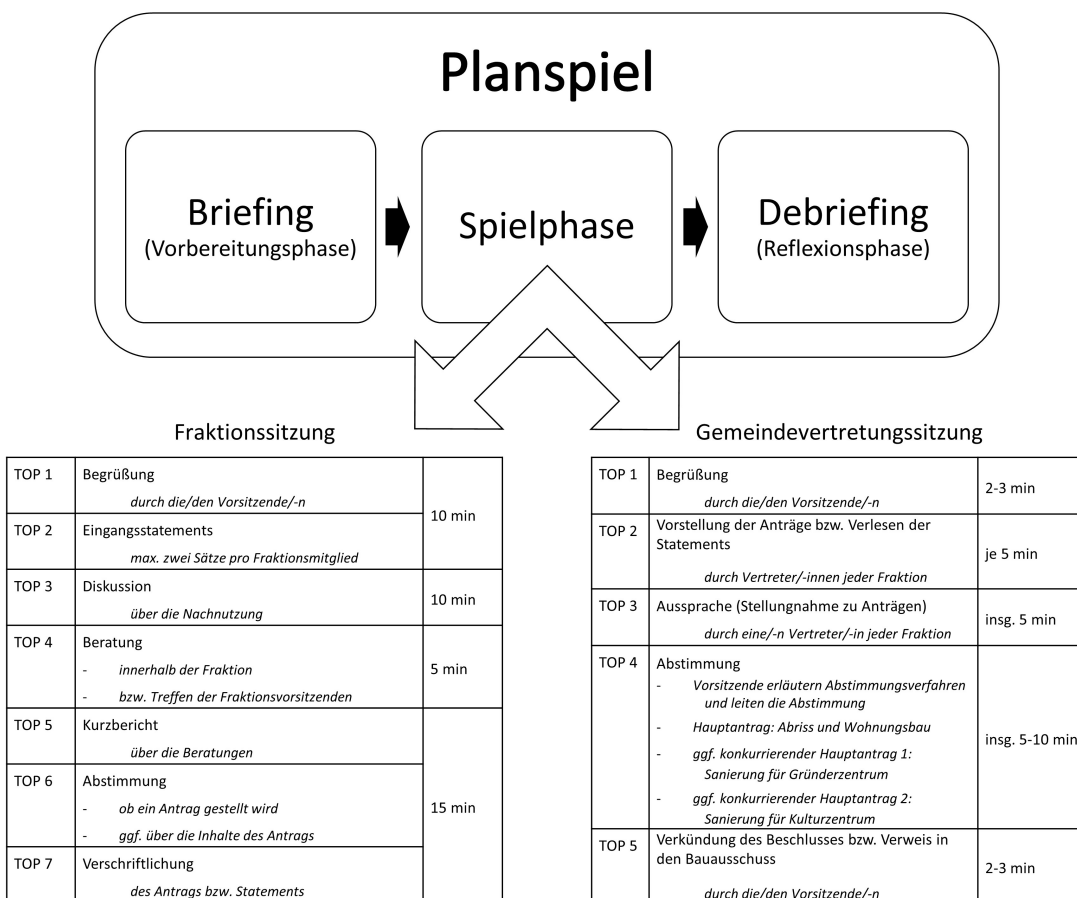 Planspiel
Briefing
(Vorbereitungsphase)
Spielphase
Debriefing
(Reflexionsphase)
Fraktionssitzung
TOP 1 Begrüßung
durch die/den Vorsitzende/-n
10 min
TOP 2 Eingangsstatements
max. zwei Sätze pro Fraktionsmitglied
TOP 3 Diskussion
über die Nachnutzung
10 min
TOP 4 Beratung
- innerhalb der Fraktion
- bzw. Treffen der Fraktionsvorsitzenden
5 min
TOP 5 Kurzbericht
über die Beratungen
TOP 6 Abstimmung
- ob ein Antrag gestellt wird
- ggf. über die Inhalte des Antrags
15 min
TOP 7 Verschriftlichung
des Antrags bzw. Statements
Gemeindevertretungssitzung
TOP 1 Begrüßung
durch die/den Vorsitzende/-n
2-3 min
TOP 2 Vorstellung der Anträge bzw. Verlesen der
Statements
durch Vertreter/-innen jeder Fraktion
je 5 min
TOP 3 Aussprache (Stellungnahme zu Anträgen)
durch eine/-n Vertreter/-in jeder Fraktion
insg. 5 min
TOP 4 Abstimmung
- Vorsitzende erläutern Abstimmungsverfahren
und leiten die Abstimmung
- Hauptantrag: Abriss und Wohnungsbau
- ggf. konkurrierender Hauptantrag 1:
Sanierung für Gründerzentrum
- ggf. konkurrierender Hauptantrag 2:
Sanierung für Kulturzentrum
insg. 5-10 min
TOP 5 Verkündung des Beschlusses bzw. Verweis in
den Bauausschuss
durch die/den Vorsitzende/-n
2-3 min